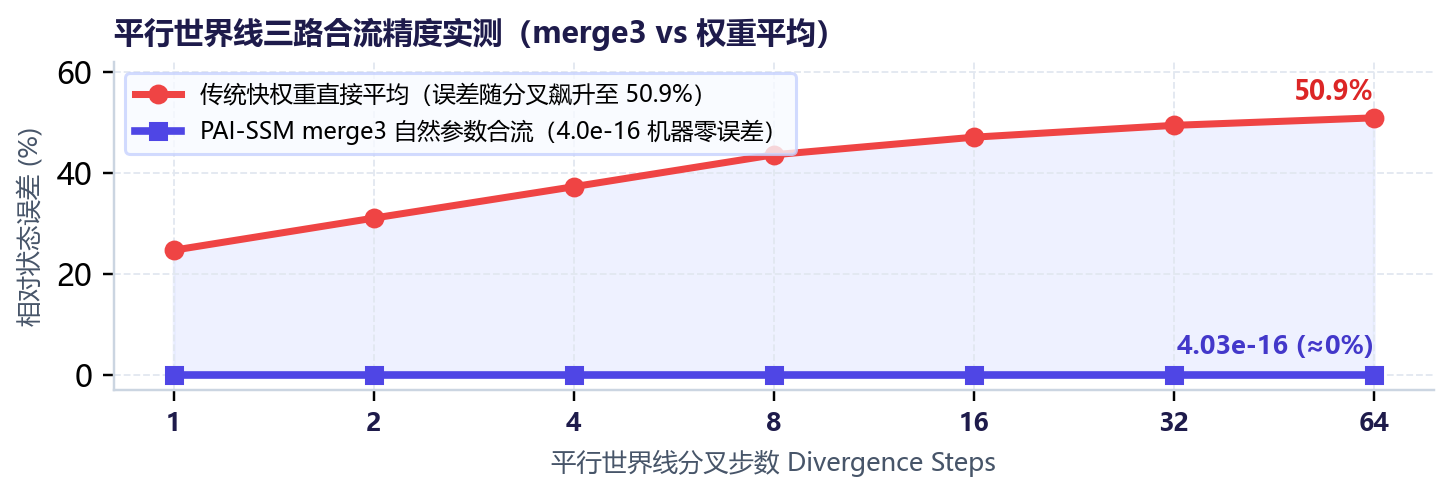 平行世界线三路合流精度实测（merge3 vs 权重平均）
传统快权重直接平均（误差随分叉飙升至 50.9%）
PAI-SSM merge3 自然参数合流（4.0e-16 机器零误差）
相对状态误差 (%)
60
40
20
0
50.9%
4.03e-16 (≈0%)
1 2 4 8 16 32 64
平行世界线分叉步数 Divergence Steps